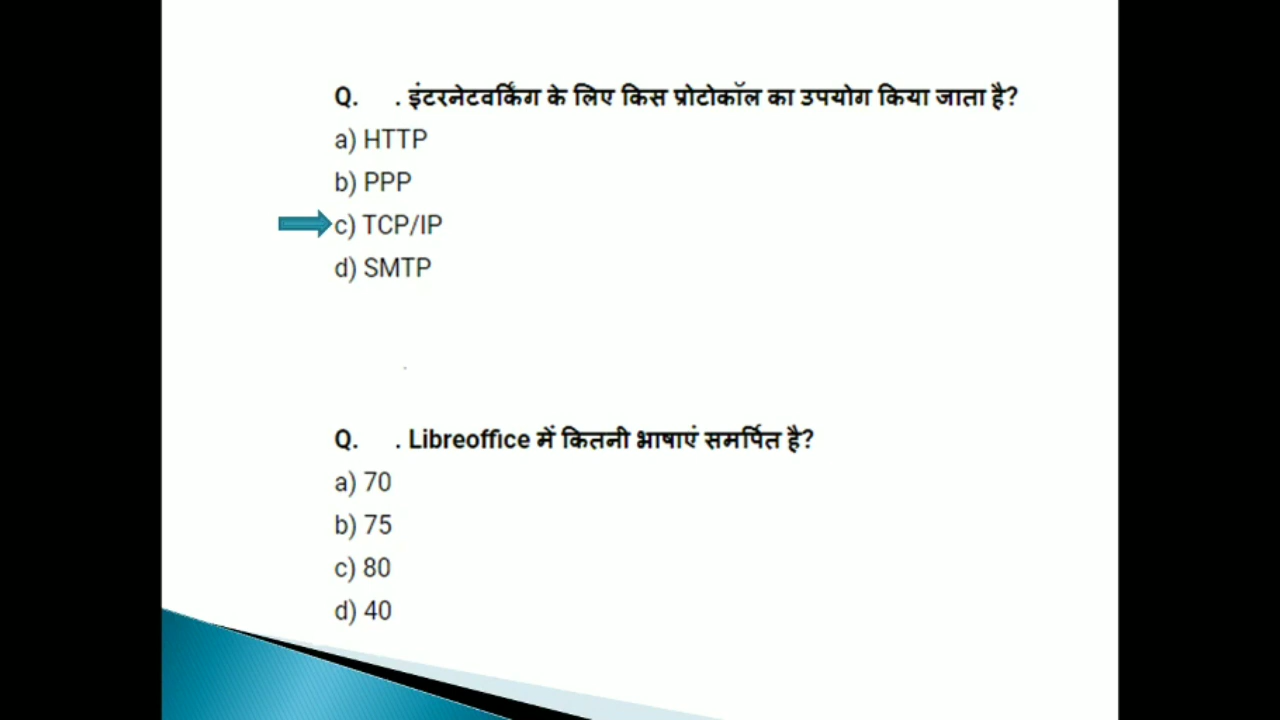 Q. . इंटरनेटवर्किंग के लिए किस प्रोटोकॉल का उपयोग किया जाता है?
a) HTTP
b) PPP
c) TCP/IP
d) SMTP
Q. . Libreoffice में कितनी भाषाएं समर्पित है?
a) 70
b) 75
c) 80
d) 40